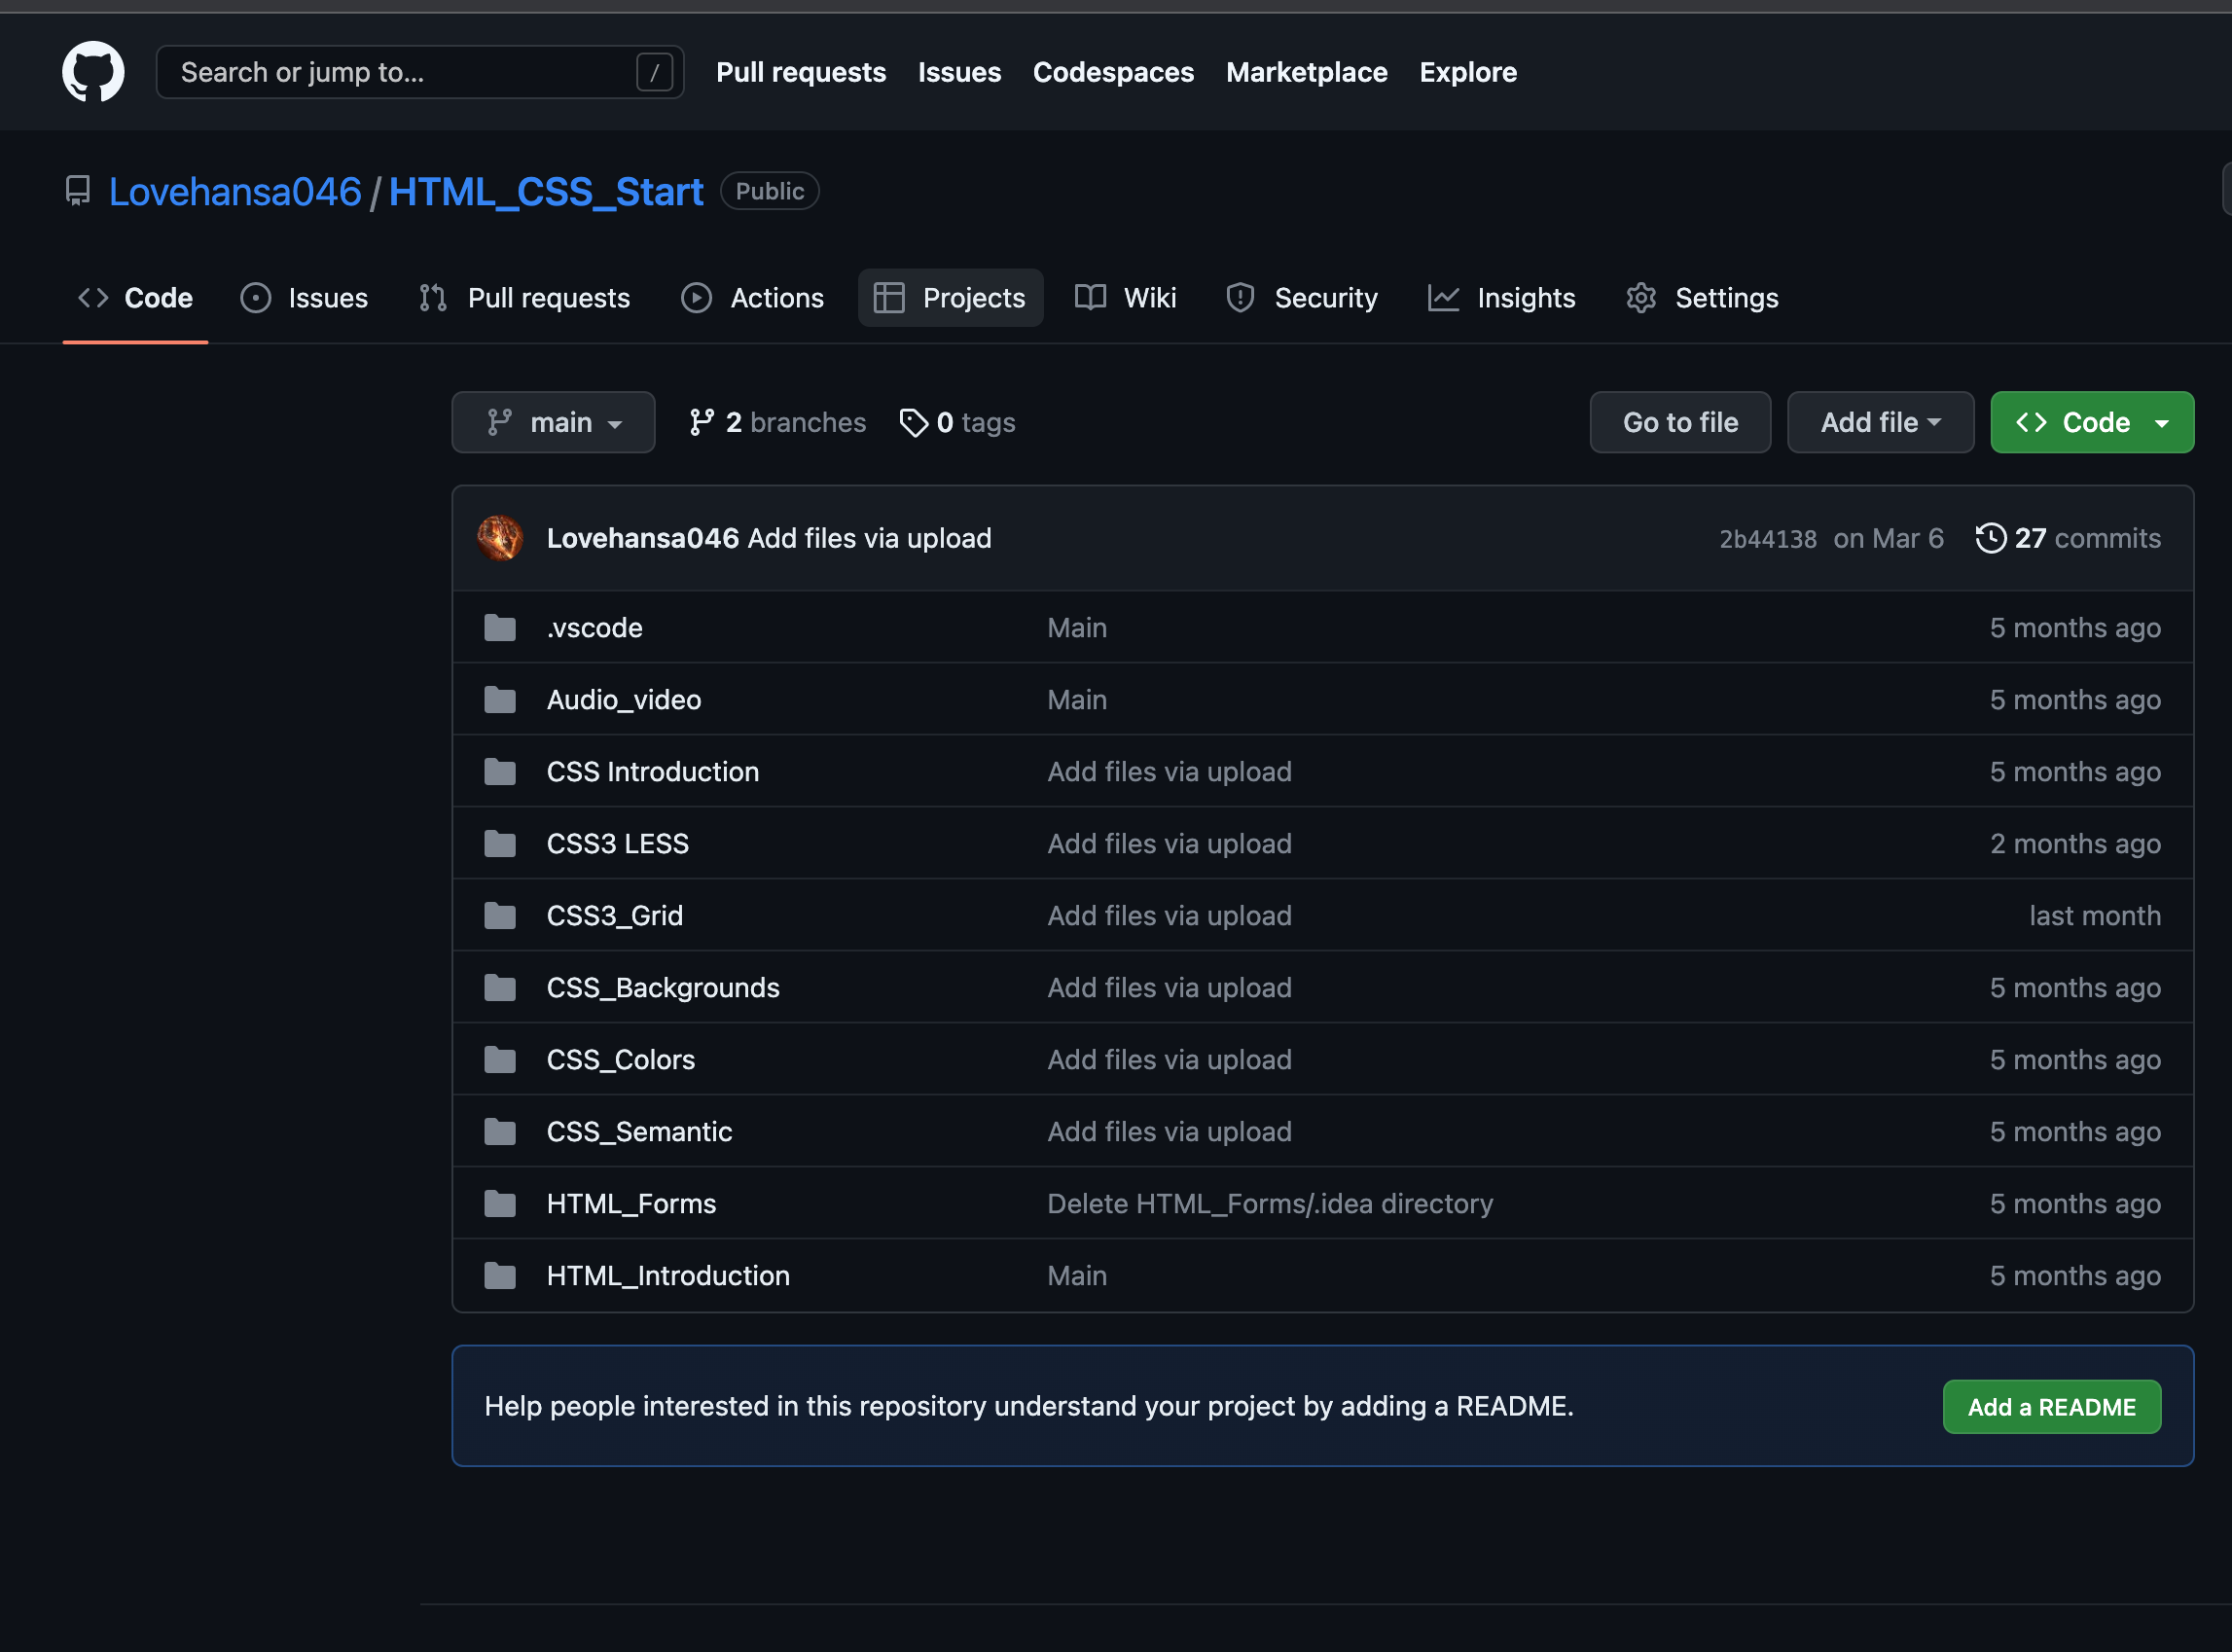 Search or jump to... /
Pull requests Issues Codespaces Marketplace Explore
Lovehansa046 / HTML_CSS_Start Public
Code Issues Pull requests Actions Projects Wiki Security Insights Settings
main 2 branches 0 tags Go to file Add file Code
Lovehansa046 Add files via upload 2b44138 on Mar 6 27 commits
.vscode Main 5 months ago
Audio_video Main 5 months ago
CSS Introduction Add files via upload 5 months ago
CSS3 LESS Add files via upload 2 months ago
CSS3_Grid Add files via upload last month
CSS_Backgrounds Add files via upload 5 months ago
CSS_Colors Add files via upload 5 months ago
CSS_Semantic Add files via upload 5 months ago
HTML_Forms Delete HTML_Forms/.idea directory 5 months ago
HTML_Introduction Main 5 months ago
Help people interested in this repository understand your project by adding a README. Add a README